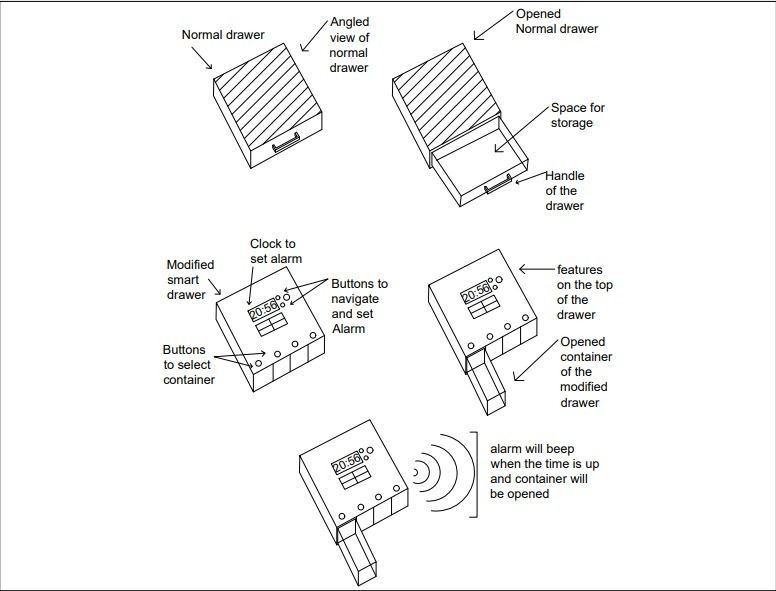 Normal drawer
Angled
view of
normal
drawer
Opened
Normal drawer
Space for
storage
Handle
of the
drawer
Modified
smart
drawer
Clock to
set alarm
Buttons to
navigate
and set
Alarm
Buttons
to select
container
20:56
features
on the top
of the
drawer
Opened
container
of the
modified
drawer
20:56
alarm will beep
when the time is up
and container will
be opened
20:56